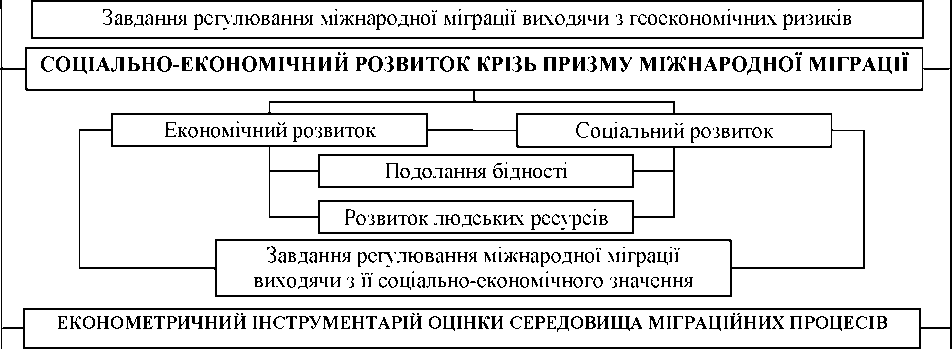 Завдання регулювання міжнародної міграції виходячи з геоекономічних ризиків
СОЦІАЛЬНО-ЕКОНОМІЧНИЙ РОЗВИТОК КРІЗЬ ПРИЗМУ МІЖНАРОДНОЇ МІГРАЦІЇ
Економічний розвиток
Соціальний розвиток
Подолання бідності
Розвиток людських ресурсів
Завдання регулювання міжнародної міграції
виходячи з її соціально-економічного значення
ЕКОНОМЕТРИЧНИЙ ІНСТРУМЕНТАРІЙ ОЦІНКИ СЕРЕДОВИЩА МІГРАЦІЙНИХ ПРОЦЕСІВ